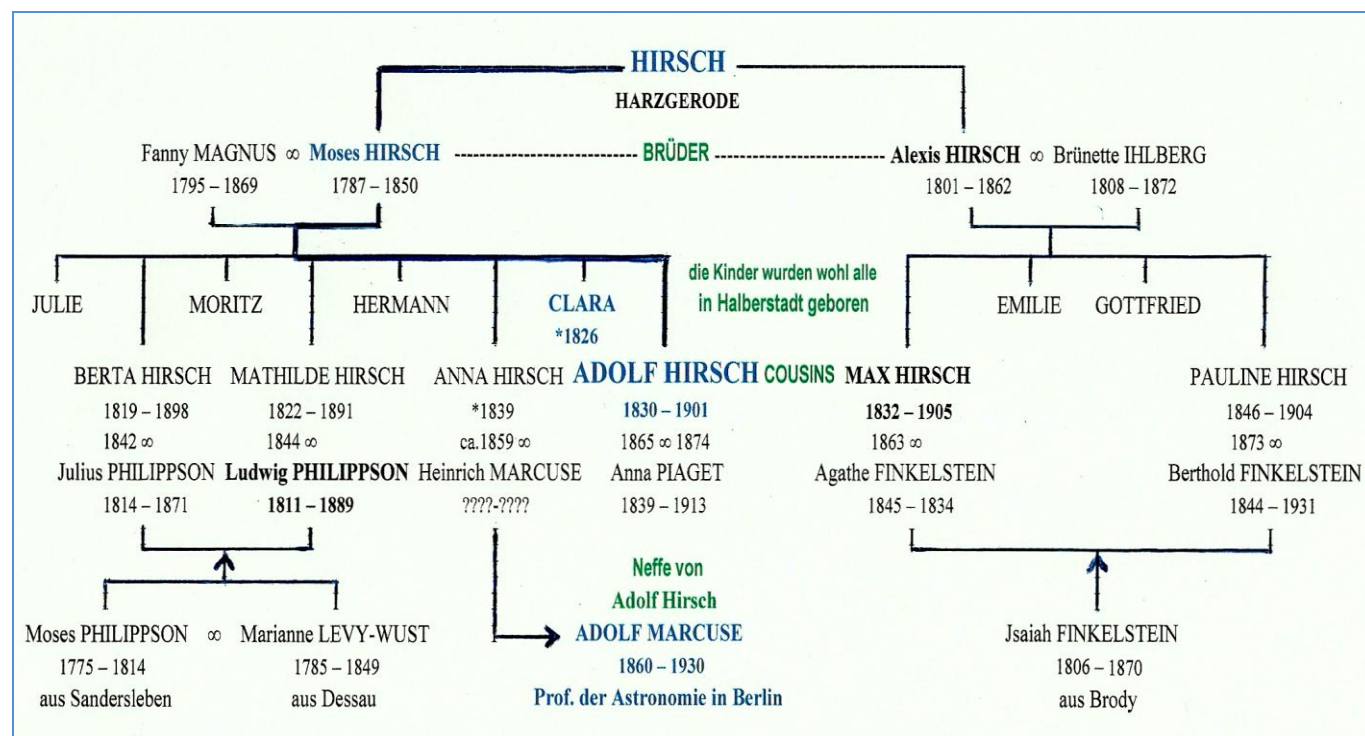 HIRSCH
HARZGERODE
Fanny MAGNUS ∞ Moses HIRSCH BRÜDER Alexis HIRSCH ∞ Brünette IHLBERG
1795 – 1869 1787 – 1850 1801 – 1862 1808 – 1872
die Kinder wurden wohl alle
in Halberstadt geboren
JULIE MORITZ HERMANN CLARA EMILIE GOTTFRIED
*1826
BERTA HIRSCH MATHILDE HIRSCH ANNA HIRSCH ADOLF HIRSCH COUSINS MAX HIRSCH PAULINE HIRSCH
1819 – 1898 1822 – 1891 *1839 1830 – 1901 1832 – 1905 1846 – 1904
1842 ∞ 1844 ∞ ca.1859 ∞ 1865 ∞ 1874 1863 ∞ 1873 ∞
Julius PHILIPPSON Ludwig PHILIPPSON Heinrich MARCUSE Anna PIAGET Agathe FINKELSTEIN Berthold FINKELSTEIN
1814 – 1871 1811 – 1889 ????-???? 1839 – 1913 1845 – 1834 1844 – 1931
Neffe von
Adolf Hirsch
Moses PHILIPPSON ∞ Marianne LEVY-WUST ADOLF MARCUSE Jsaiah FINKELSTEIN
1775 – 1814 1785 – 1849 1860 – 1930 1806 – 1870
aus Sandersleben aus Dessau Prof. der Astronomie in Berlin aus Brody